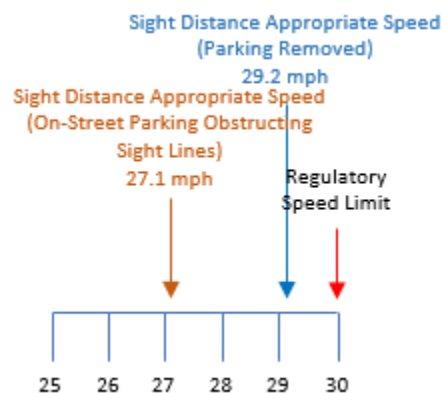 Sight Distance Appropriate Speed
(Parking Removed)
29.2 mph
Sight Distance Appropriate Speed
(On-Street Parking Obstructing
Sight Lines)
27.1 mph
Regulatory
Speed Limit
25 26 27 28 29 30